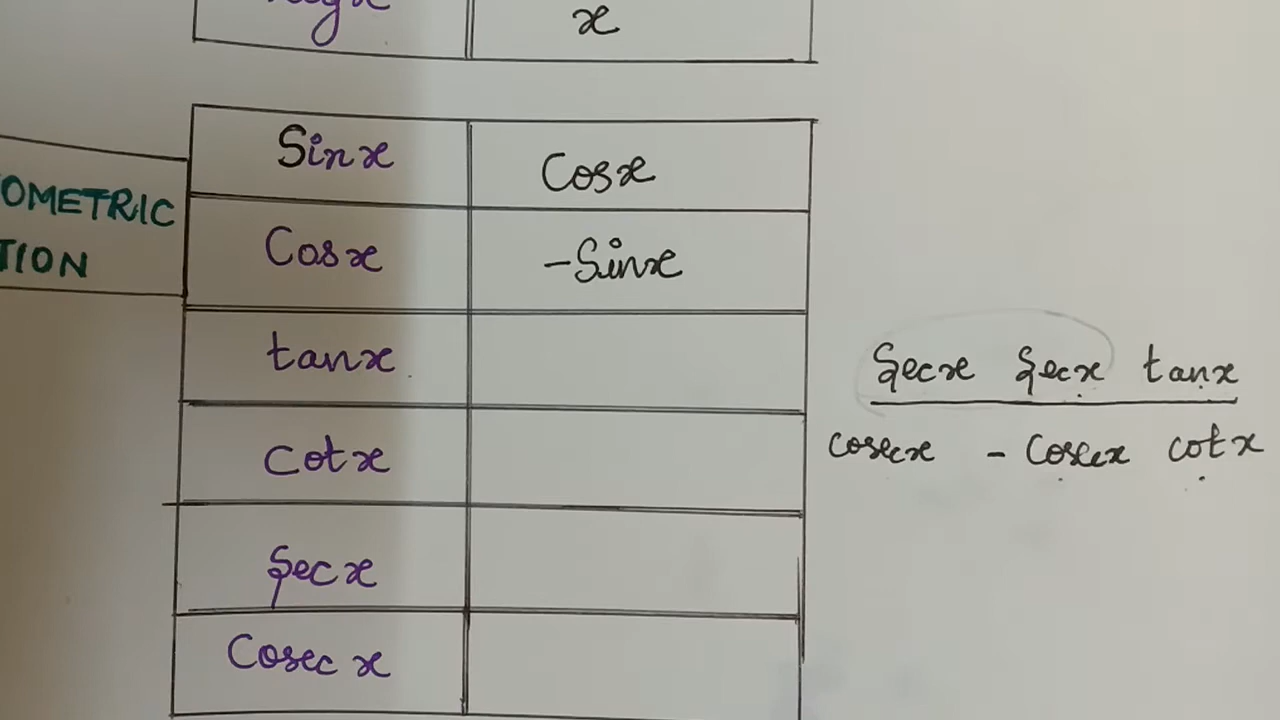 x
Sinx Cosx
OMETRIC
TION
Cosx -Sinx
tanx
Secx Secx tanx
cosecx - Cosecx cotx
cotx
Secx
Cosec x